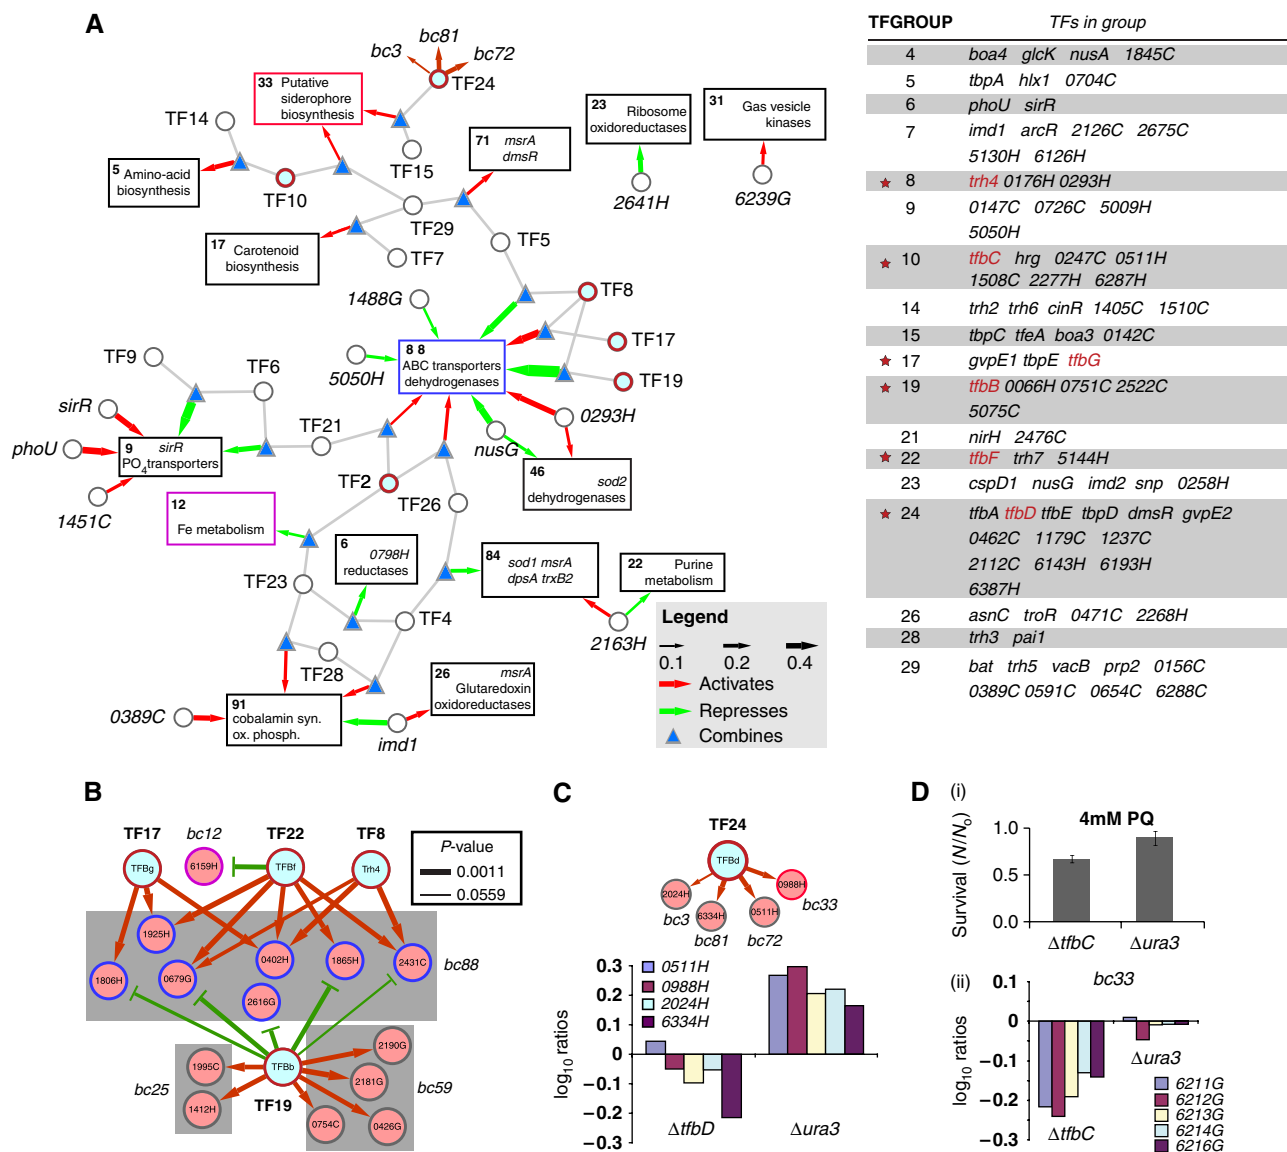 A
bc3
bc81
bc72
TF24
33 Putative
siderophore
biosynthesis
TF14
TF15
5 Amino-acid
biosynthesis
TF10
71 msrA
dmsR
23 Ribosome
oxidoreductases
31 Gas vesicle
kinases
2641H
6239G
TF29
17 Carotenoid
biosynthesis
TF7
TF5
1488G
TF8
TF17
TF19
8 8
ABC transporters
dehydrogenases
5050H
TF9
TF6
sirR
phoU
1451C
9 sirR
PO4 transporters
TF21
0293H
nusG
46 sod2
dehydrogenases
TF2
TF26
12
Fe metabolism
6 0798H
reductases
84 sod1 msrA
dpsA trxB2
22 Purine
metabolism
TF23
TF4
2163H
TF28
0389C
91
cobalamin syn.
ox. phosph.
26 msrA
Glutaredoxin
oxidoreductases
imd1
Legend
0.1 0.2 0.4
Activates
Represses
Combines
TFGROUP TFs in group
4 boa4 glcK nusA 1845C
5 tbpA hlx1 0704C
6 phoU sirR
7 imd1 arcR 2126C 2675C
5130H 6126H
8 trh4 0176H 0293H
9 0147C 0726C 5009H
5050H
10 tfbC hrg 0247C 0511H
1508C 2277H 6287H
14 trh2 trh6 cinR 1405C 1510C
15 tbpC tfeA boa3 0142C
17 gvpE1 tbpE tfbG
19 tfbB 0066H 0751C 2522C
5075C
21 nirH 2476C
22 tfbF trh7 5144H
23 cspD1 nusG imd2 snp 0258H
24 tfbA tfbD tfbE tbpD dmsR gvpE2
0462C 1179C 1237C
2112C 6143H 6193H
6387H
26 asnC troR 0471C 2268H
28 trh3 pai1
29 bat trh5 vacB prp2 0156C
0389C 0591C 0654C 6288C
B
TF17 bc12 TF22 TF8
TFBg 6159H TFBf Trh4
P-value
0.0011
0.0559
1925H
1806H 0679G 0402H 1865H 2431C
bc88
2616G
TFBb
TF19
1995C
1412H
bc25
2190G
2181G
0754C 0426G
bc59
C
TF24
TFBd
2024H 6334H 0511H 0988H
bc3 bc81 bc72 bc33
0.3
0.2
0.1
0
−0.1
−0.2
−0.3
log10 ratios
0511H
0988H
2024H
6334H
ΔtfbD Δura3
D (i)
4mM PQ
Survival (N//No)
1.0
0.5
0.0
ΔtfbC Δura3
(ii) bc33
0.1
0
−0.1
−0.2
−0.3
log10 ratios
Δura3
ΔtfbC
6211G
6212G
6213G
6214G
6216G